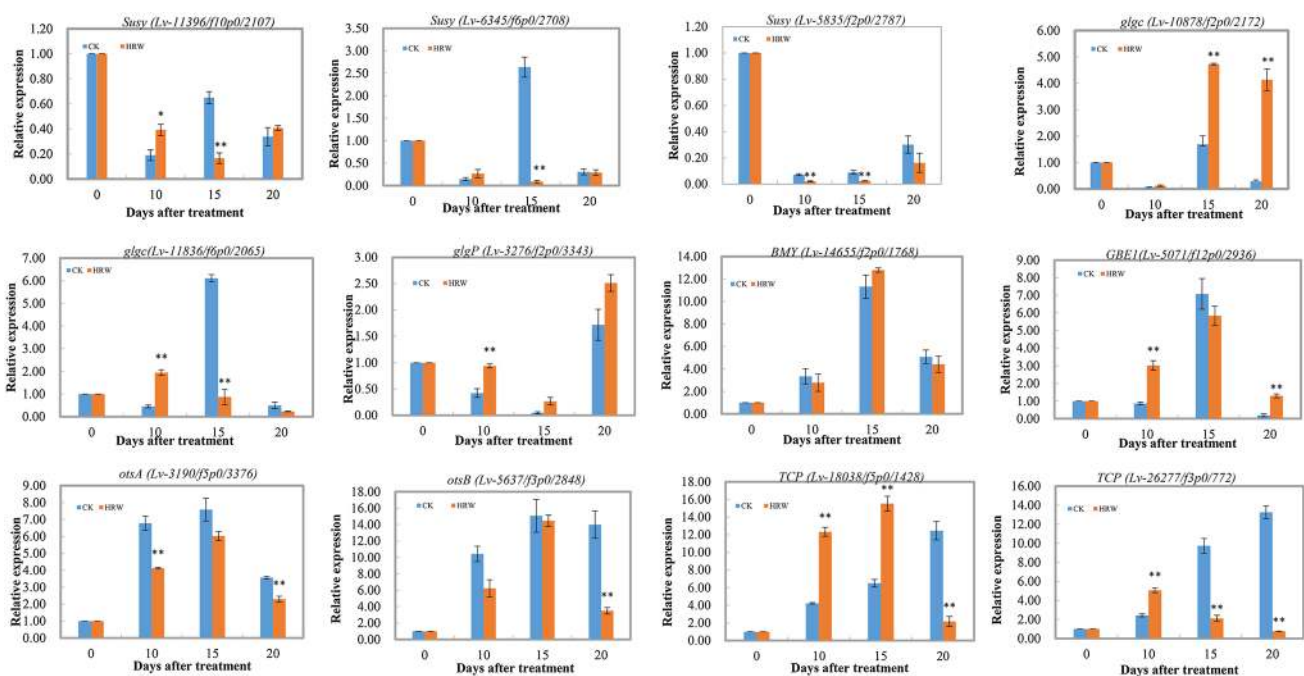 Susy (Lv-11396/f10p0/2107)
1.20
1.00
0.80
0.60
0.40
0.20
0.00
Relative expression
CK HRW
*
**
0 10 15 20
Days after treatment
Susy (Lv-6345/f6p0/2708)
3.50
3.00
2.50
2.00
1.50
1.00
0.50
0.00
Relative expression
CK HRW
**
0 10 15 20
Days after treatment
Susy (Lv-5835/f2p0/2787)
1.20
1.00
0.80
0.60
0.40
0.20
0.00
Relative expression
CK HRW
** **
0 10 15 20
Days after treatment
glgc (Lv-10878/f2p0/2172)
6.00
5.00
4.00
3.00
2.00
1.00
0.00
Relative expression
CK HRW
** **
0 10 15 20
Days after treatment
glgc(Lv-11836/f6p0/2065)
7.00
6.00
5.00
4.00
3.00
2.00
1.00
0.00
Relative expression
CK HRW
** **
0 10 15 20
Days after treatment
glgP (Lv-3276/f2p0/3343)
3.00
2.50
2.00
1.50
1.00
0.50
0.00
Relative expression
CK HRW
**
0 10 15 20
Days after treatment
BMY (Lv-14655/f2p0/1768)
14.00
12.00
10.00
8.00
6.00
4.00
2.00
0.00
Relative expression
CK HRW
0 10 15 20
Days after treatment
GBE1(Lv-5071/f12p0/2936)
9.00
8.00
7.00
6.00
5.00
4.00
3.00
2.00
1.00
0.00
Relative expression
CK HRW
** **
0 10 15 20
Days after treatment
otsA (Lv-3190/f5p0/3376)
9.00
8.00
7.00
6.00
5.00
4.00
3.00
2.00
1.00
0.00
Relative expression
CK HRW
** **
0 10 15 20
Days after treatment
otsB (Lv-5637/f3p0/2848)
18.00
16.00
14.00
12.00
10.00
8.00
6.00
4.00
2.00
0.00
Relative expression
CK HRW
**
0 10 15 20
Days after treatment
TCP (Lv-18038/f5p0/1428)
18.00
16.00
14.00
12.00
10.00
8.00
6.00
4.00
2.00
0.00
Relative expression
CK HRW
** ** **
0 10 15 20
Days after treatment
TCP (Lv-26277/f3p0/772)
16.00
14.00
12.00
10.00
8.00
6.00
4.00
2.00
0.00
Relative expression
CK HRW
** ** **
0 10 15 20
Days after treatment